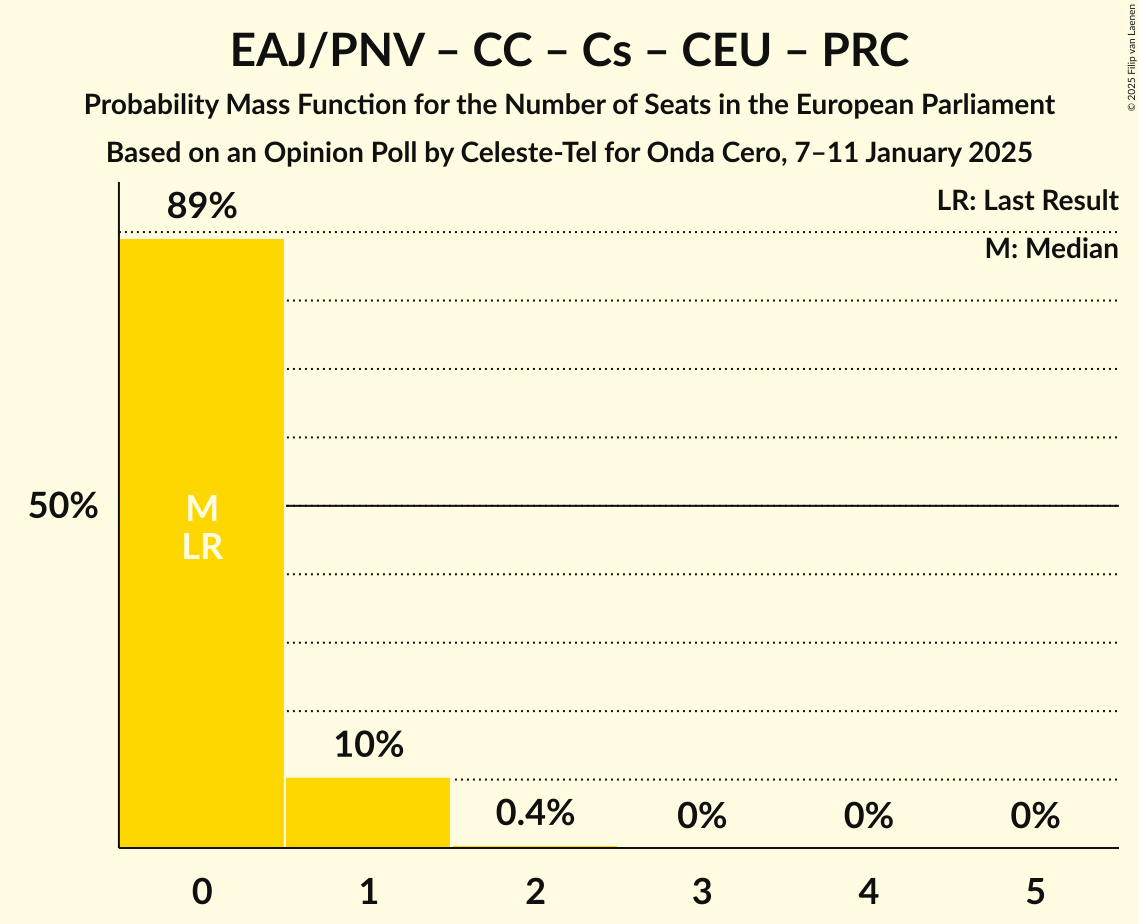 EAJ/PNV – CC – Cs – CEU – PRC
Probability Mass Function for the Number of Seats in the European Parliament
Based on an Opinion Poll by Celeste-Tel for Onda Cero, 7–11 January 2025
© 2025 Filip van Laenen
LR: Last Result
M: Median
89%
50%
M
LR
10%
0.4%
0%
0%
0%
0
1
2
3
4
5